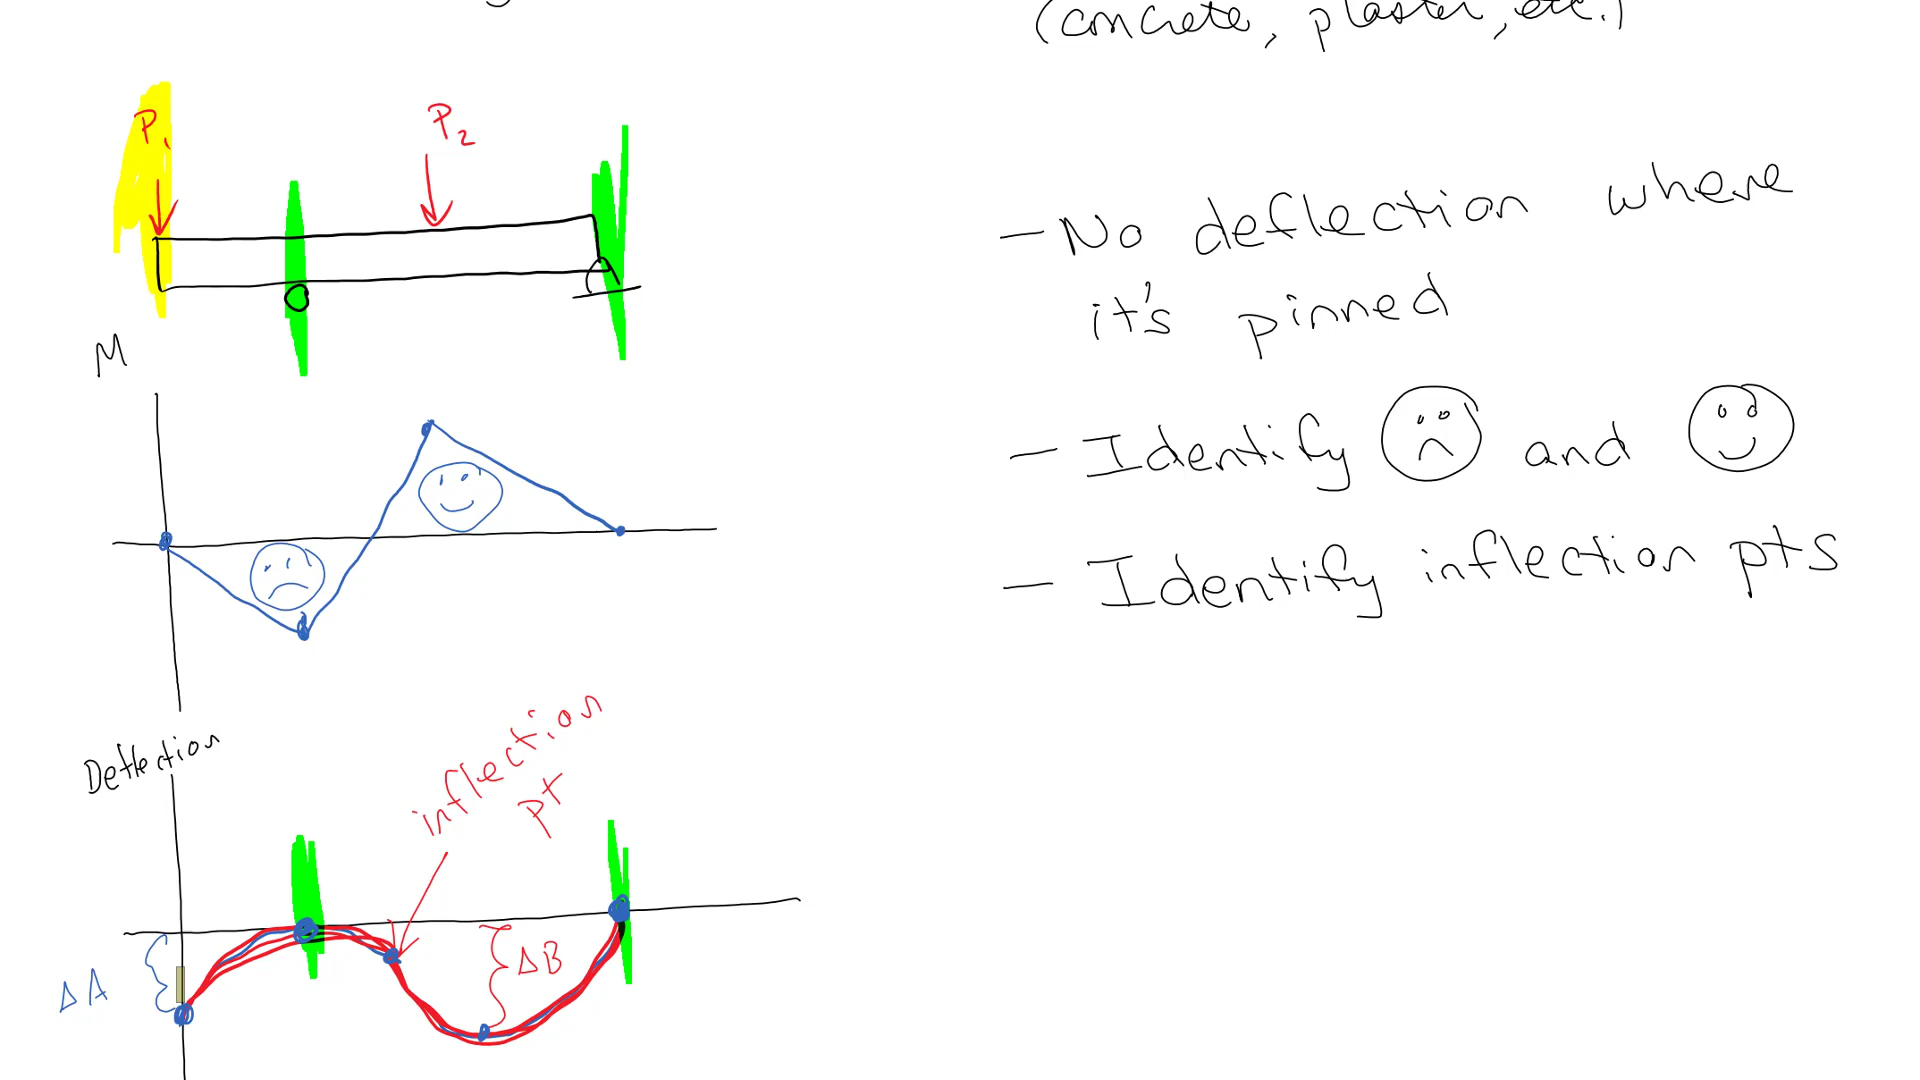 (concrete, plaster, etc.)
P1
P2
M
- No deflection where
it's pinned
- Identify and
- Identify inflection pts
Deflection
inflection
pt
ΔA
ΔB